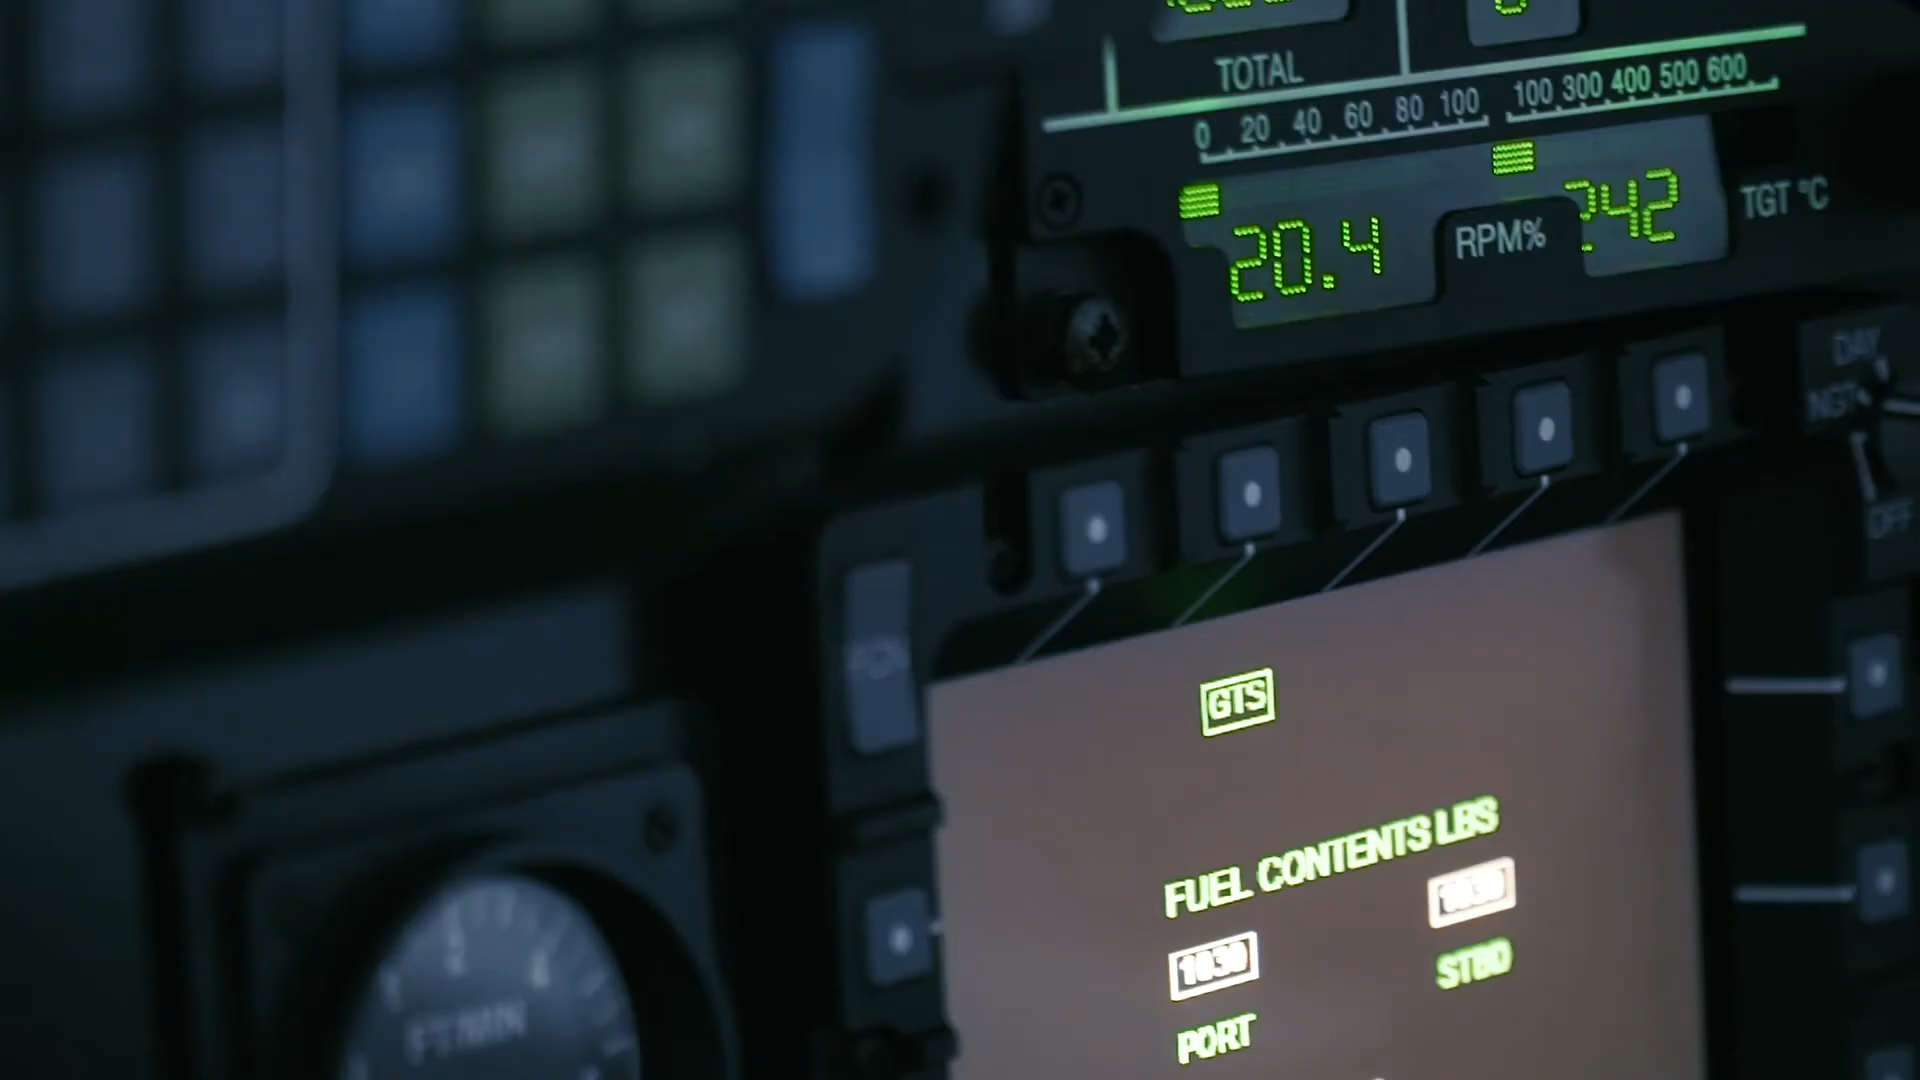 TOTAL
0 20 40 60 80 100
100 300 400 500 600
20.4
RPM%
242
TGT °C
DAY
NGT
OFF
GTS
FUEL CONTENTS LBS
1030
PORT
STBD
FT/MIN